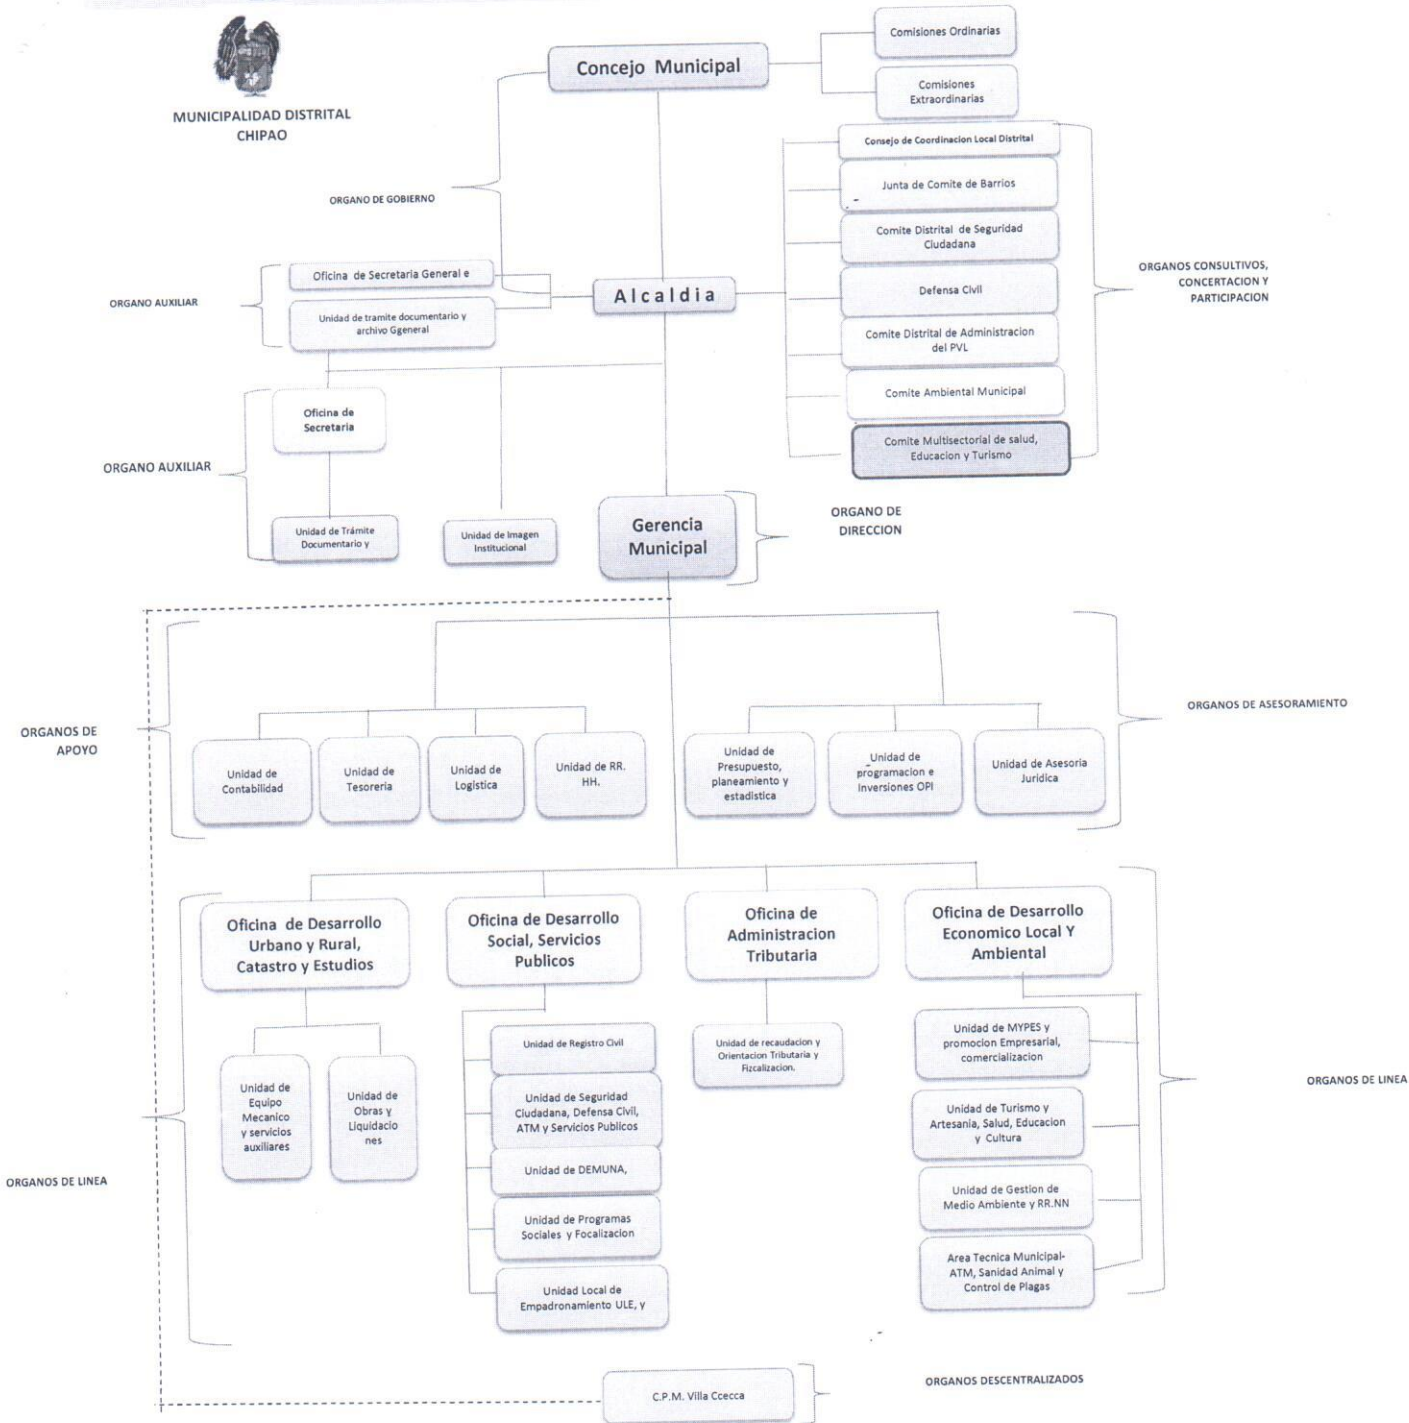 MUNICIPALIDAD DISTRITAL
CHIPAO
Concejo Municipal
Comisiones Ordinarias
Comisiones
Extraordinarias
ORGANO DE GOBIERNO
Consejo de Coordinacion Local Distrital
Junta de Comite de Barrios
Comite Distrital de Seguridad
Ciudadana
Defensa Civil
Comite Distrital de Administracion
del PVL
Comite Ambiental Municipal
Comite Multisectorial de salud,
Educacion y Turismo
ORGANOS CONSULTIVOS,
CONCERTACION Y
PARTICIPACION
ORGANO AUXILIAR
Oficina de Secretaria General e
Unidad de tramite documentario y
archivo Ggeneral
Alcaldia
ORGANO AUXILIAR
Oficina de
Secretaria
Unidad de Trámite
Documentario y
Unidad de Imagen
Institucional
Gerencia
Municipal
ORGANO DE
DIRECCION
ORGANOS DE
APOYO
Unidad de
Contabilidad
Unidad de
Tesoreria
Unidad de
Logistica
Unidad de RR.
HH.
Unidad de
Presupuesto,
planeamiento y
estadistica
Unidad de
programacion e
Inversiones OPI
Unidad de Asesoria
Juridica
ORGANOS DE ASESORAMIENTO
Oficina de Desarrollo
Urbano y Rural,
Catastro y Estudios
Oficina de Desarrollo
Social, Servicios
Publicos
Oficina de
Administracion
Tributaria
Oficina de Desarrollo
Economico Local Y
Ambiental
Unidad de
Equipo
Mecanico
y servicios
auxiliares
Unidad de
Obras y
Liquidacio
nes
Unidad de Registro Civil
Unidad de Seguridad
Ciudadana, Defensa Civil,
ATM y Servicios Publicos
Unidad de DEMUNA,
Unidad de Programas
Sociales y Focalizacion
Unidad Local de
Empadronamiento ULE, y
Unidad de recaudacion y
Orientacion Tributaria y
Fizcalizacion.
Unidad de MYPES y
promocion Empresarial,
comercializacion
Unidad de Turismo y
Artesania, Salud, Educacion
y Cultura
Unidad de Gestion de
Medio Ambiente y RR.NN
Area Tecnica Municipal-
ATM, Sanidad Animal y
Control de Plagas
ORGANOS DE LINEA
ORGANOS DE LINEA
C.P.M. Villa Ccecca
ORGANOS DESCENTRALIZADOS